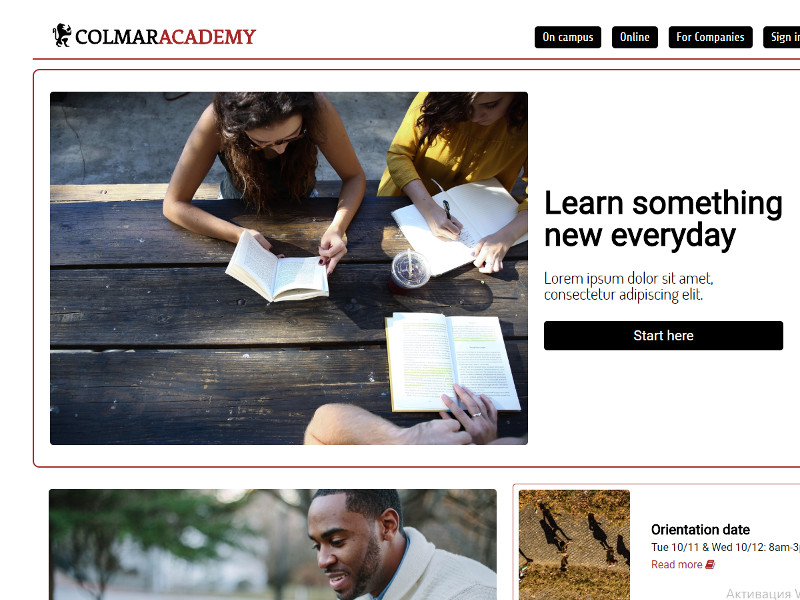 COLMARACADEMY
On campus
Online
For Companies
Sign in
Learn something
new everyday
Lorem ipsum dolor sit amet,
consectetur adipiscing elit.
Start here
Orientation date
Tue 10/11 & Wed 10/12: 8am-3p
Read more
Активация